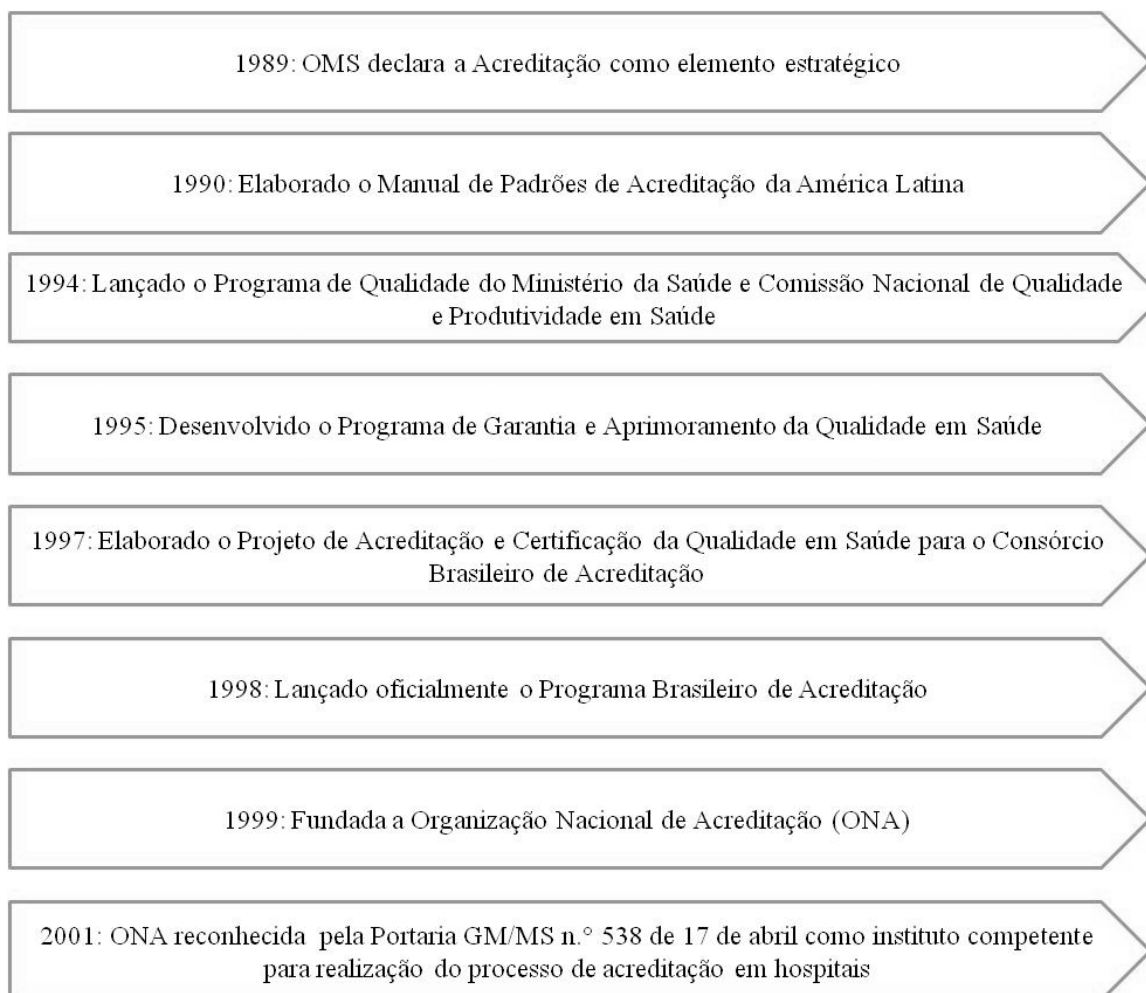 1989: OMS declara a Acreditação como elemento estratégico
1990: Elaborado o Manual de Padrões de Acreditação da América Latina
1994: Lançado o Programa de Qualidade do Ministério da Saúde e Comissão Nacional de Qualidade
e Produtividade em Saúde
1995: Desenvolvido o Programa de Garantia e Aprimoramento da Qualidade em Saúde
1997: Elaborado o Projeto de Acreditação e Certificação da Qualidade em Saúde para o Consórcio
Brasileiro de Acreditação
1998: Lançado oficialmente o Programa Brasileiro de Acreditação
1999: Fundada a Organização Nacional de Acreditação (ONA)
2001: ONA reconhecida pela Portaria GM/MS n.° 538 de 17 de abril como instituto competente
para realização do processo de acreditação em hospitais